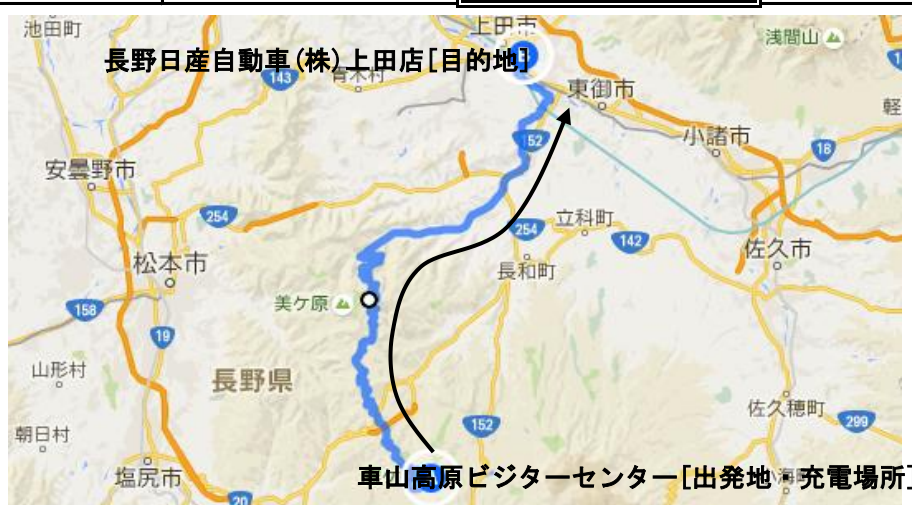 池田町
上田市
浅間山
長野日産自動車(株)上田店[目的地]
143
青木村
東御市
軽
152
小諸市
18
安曇野市
254
立科町
254
142
佐久市
松本市
長和町
美ケ原
158
19
山形村
長野県
佐久穂町
152
299
朝日村
塩尻市
車山高原ビジターセンター[出発地・充電場所]
小海
20